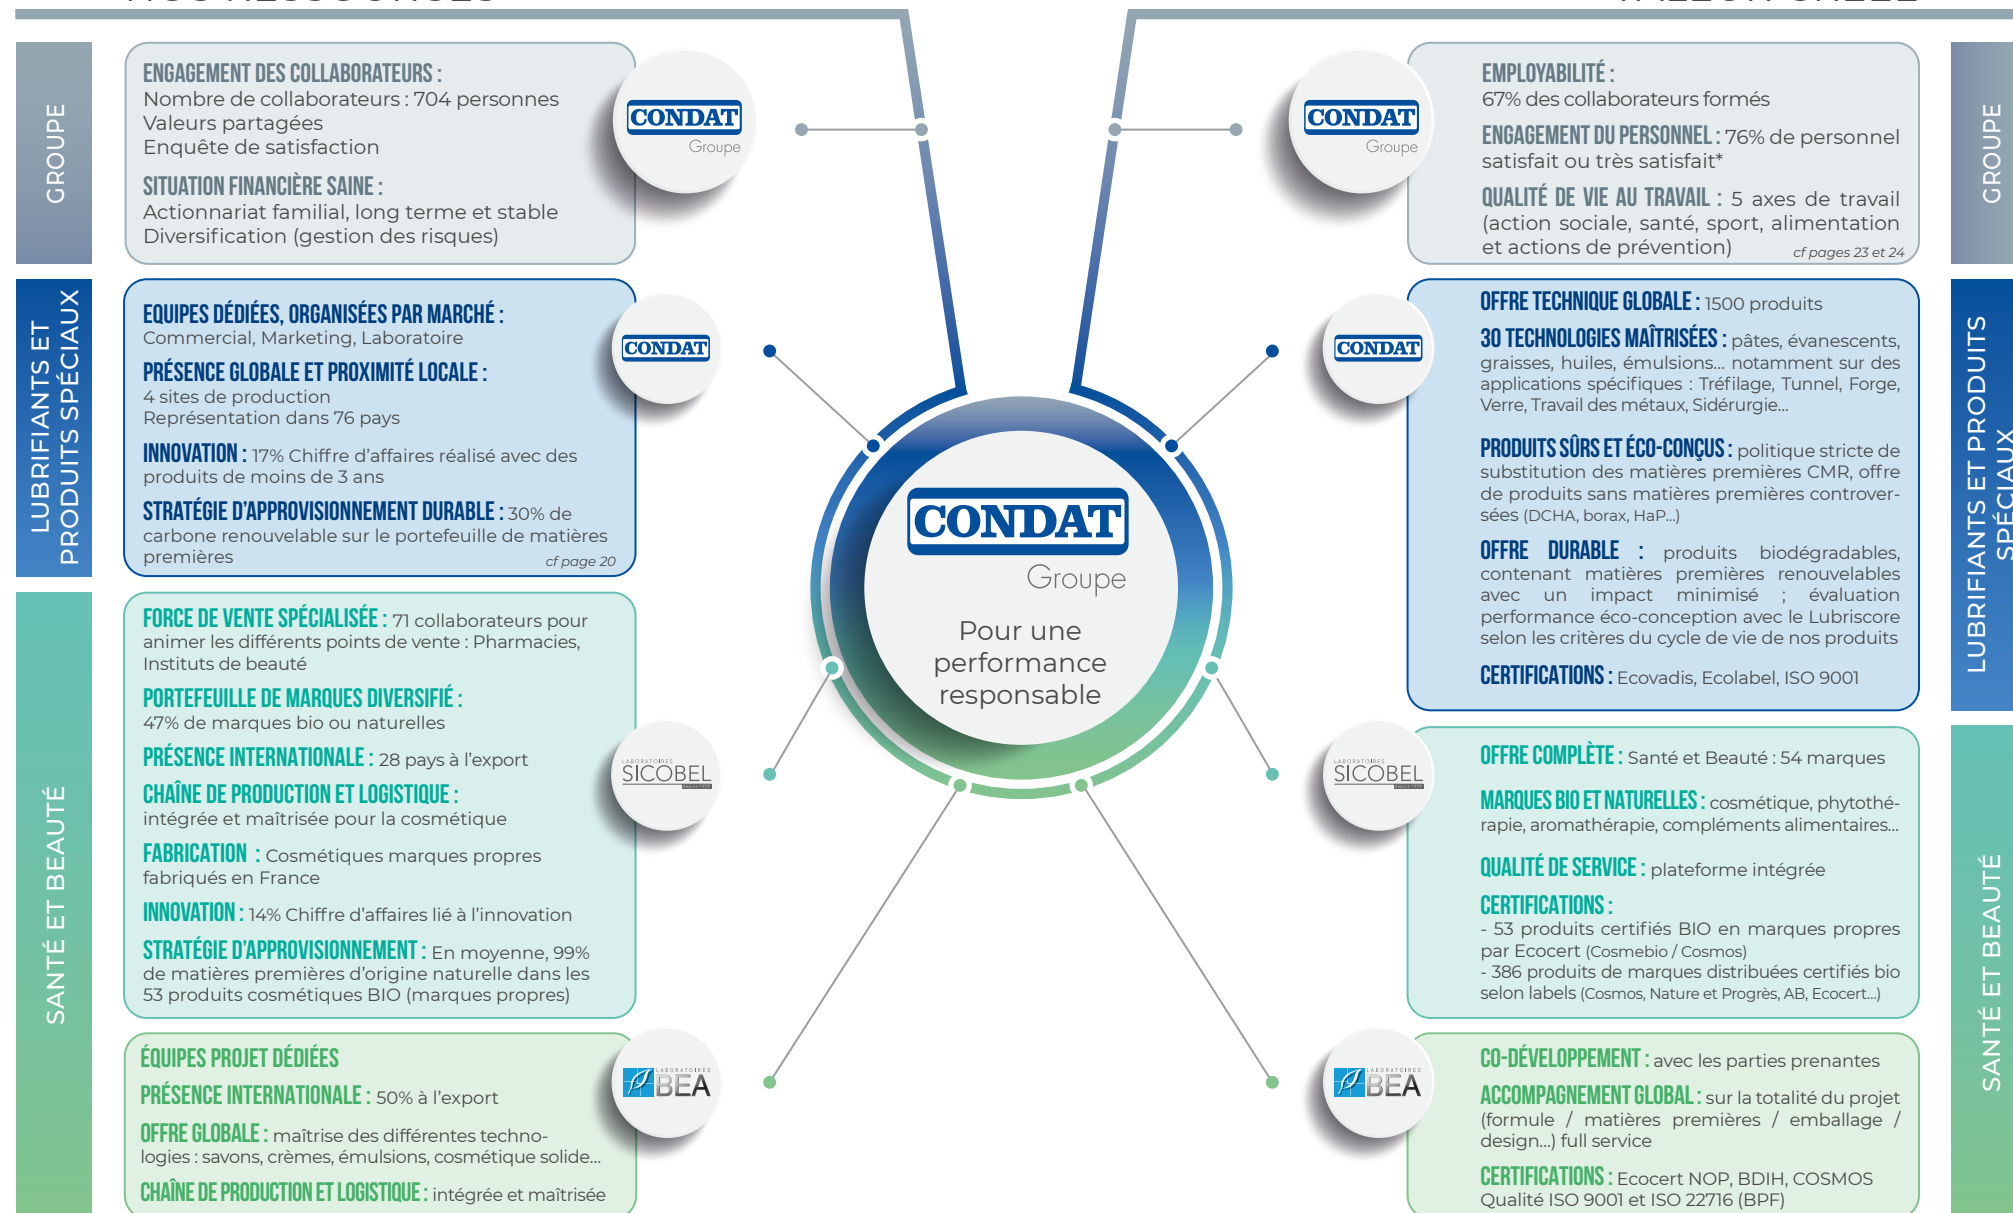 NOS RESSOURCES
VALEUR CRÉÉE
GROUPE
ENGAGEMENT DES COLLABORATEURS :
Nombre de collaborateurs : 704 personnes
Valeurs partagées
Enquête de satisfaction
SITUATION FINANCIÈRE SAINE :
Actionnariat familial, long terme et stable
Diversification (gestion des risques)
CONDAT
Groupe
LUBRIFIANTS ET
PRODUITS SPÉCIAUX
EQUIPES DÉDIÉES, ORGANISÉES PAR MARCHÉ :
Commercial, Marketing, Laboratoire
PRÉSENCE GLOBALE ET PROXIMITÉ LOCALE :
4 sites de production
Représentation dans 76 pays
INNOVATION : 17% Chiffre d'affaires réalisé avec des
produits de moins de 3 ans
STRATÉGIE D'APPROVISIONNEMENT DURABLE : 30% de
carbone renouvelable sur le portefeuille de matières
premières
cf page 20
CONDAT
SANTÉ ET BEAUTÉ
FORCE DE VENTE SPÉCIALISÉE : 71 collaborateurs pour
animer les différents points de vente : Pharmacies,
Instituts de beauté
PORTEFEUILLE DE MARQUES DIVERSIFIÉ :
47% de marques bio ou naturelles
PRÉSENCE INTERNATIONALE : 28 pays à l'export
CHAÎNE DE PRODUCTION ET LOGISTIQUE :
intégrée et maîtrisée pour la cosmétique
FABRICATION : Cosmétiques marques propres
fabriqués en France
INNOVATION : 14% Chiffre d'affaires lié à l'innovation
STRATÉGIE D'APPROVISIONNEMENT : En moyenne, 99%
de matières premières d'origine naturelle dans les
53 produits cosmétiques BIO (marques propres)
LABORATOIRES
SICOBEL
ÉQUIPES PROJET DÉDIÉES
PRÉSENCE INTERNATIONALE : 50% à l'export
OFFRE GLOBALE : maîtrise des différentes techno-
logies : savons, crèmes, émulsions, cosmétique solide...
CHAÎNE DE PRODUCTION ET LOGISTIQUE : intégrée et maîtrisée
LABORATOIRES
BEA
CONDAT
Groupe
Pour une
performance
responsable
CONDAT
Groupe
EMPLOYABILITÉ :
67% des collaborateurs formés
ENGAGEMENT DU PERSONNEL : 76% de personnel
satisfait ou très satisfait*
QUALITÉ DE VIE AU TRAVAIL : 5 axes de travail
(action sociale, santé, sport, alimentation
et actions de prévention)
cf pages 23 et 24
GROUPE
CONDAT
OFFRE TECHNIQUE GLOBALE : 1500 produits
30 TECHNOLOGIES MAÎTRISÉES : pâtes, évanescents,
graisses, huiles, émulsions... notamment sur des
applications spécifiques : Tréfilage, Tunnel, Forge,
Verre, Travail des métaux, Sidérurgie...
PRODUITS SÛRS ET ÉCO-CONÇUS : politique stricte de
substitution des matières premières CMR, offre
de produits sans matières premières controver-
sées (DCHA, borax, HaP...)
OFFRE DURABLE : produits biodégradables,
contenant matières premières renouvelables
avec un impact minimisé ; évaluation
performance éco-conception avec le Lubriscore
selon les critères du cycle de vie de nos produits
CERTIFICATIONS : Ecovadis, Ecolabel, ISO 9001
LUBRIFIANTS ET PRODUITS
SPÉCIAUX
LABORATOIRES
SICOBEL
OFFRE COMPLÈTE : Santé et Beauté : 54 marques
MARQUES BIO ET NATURELLES : cosmétique, phytothé-
rapie, aromathérapie, compléments alimentaires...
QUALITÉ DE SERVICE : plateforme intégrée
CERTIFICATIONS :
- 53 produits certifiés BIO en marques propres
par Ecocert (Cosmebio / Cosmos)
- 386 produits de marques distribuées certifiés bio
selon labels (Cosmos, Nature et Progrès, AB, Ecocert...)
LABORATOIRES
BEA
CO-DÉVELOPPEMENT : avec les parties prenantes
ACCOMPAGNEMENT GLOBAL : sur la totalité du projet
(formule / matières premières / emballage /
design...) full service
CERTIFICATIONS : Ecocert NOP, BDIH, COSMOS
Qualité ISO 9001 et ISO 22716 (BPF)
SANTÉ ET BEAUTÉ